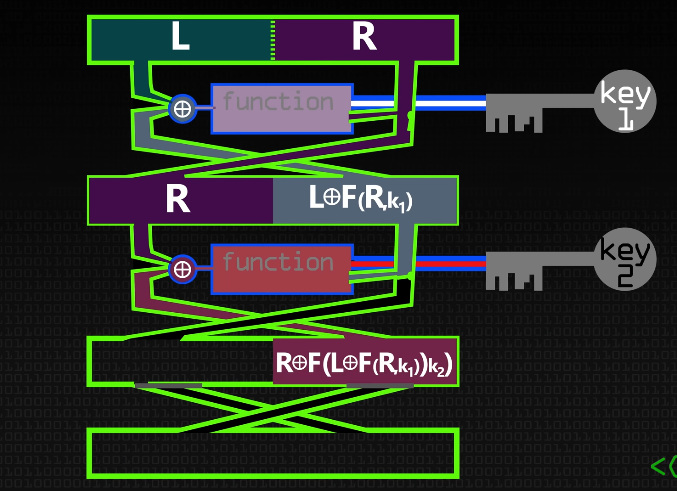 L R
function key
1
R L⊕F(R,k₁)
function key
2
R⊕F(L⊕F(R,k₁))k₂)